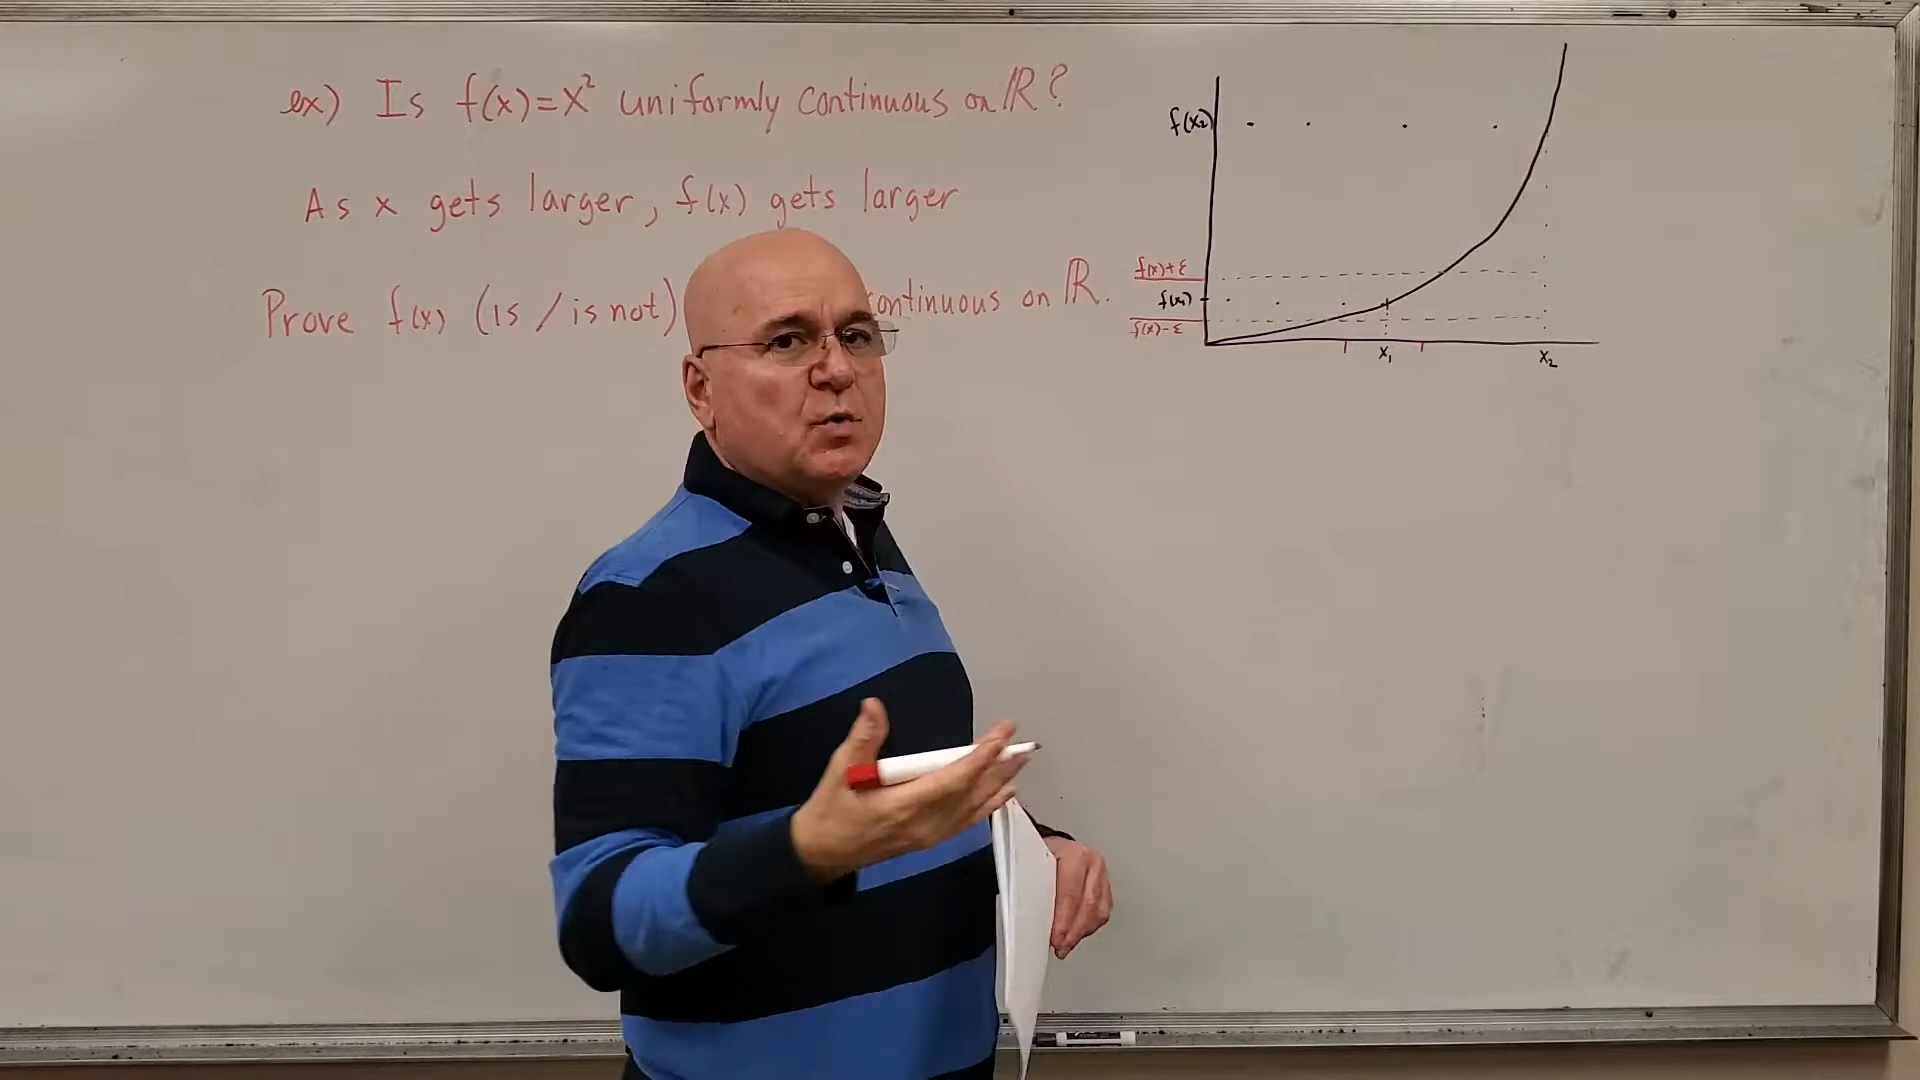 ex) Is f(x)=x² uniformly continuous on ℝ?
As x gets larger, f(x) gets larger
Prove f(x) (is / is not) continuous on ℝ.
f(x₂)
f(x)+ε
f(x₁)
f(x)-ε
x₁
x₂